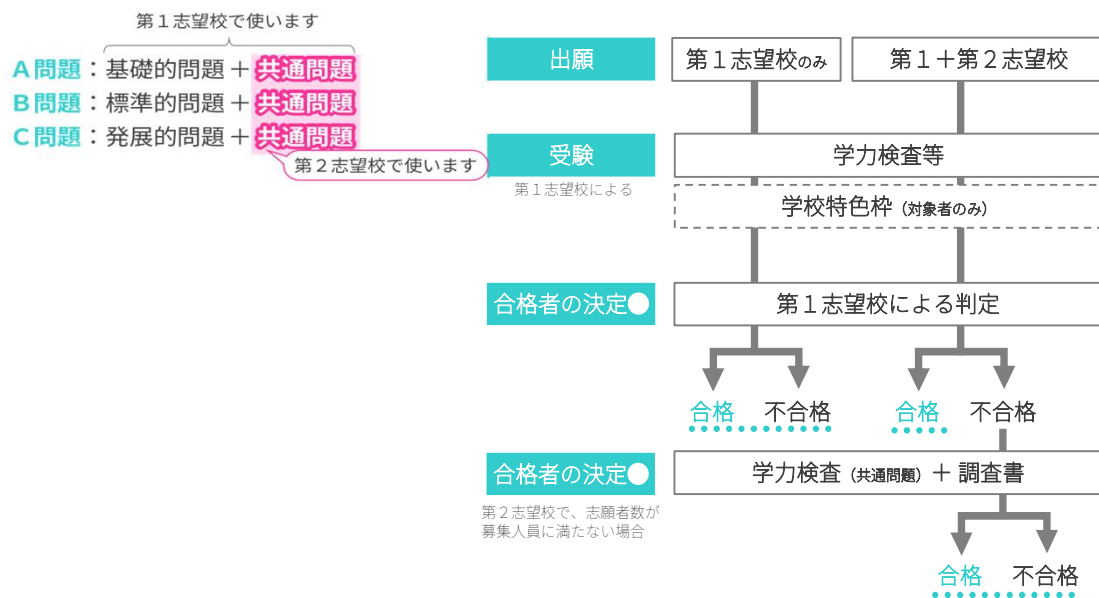 第１志望校で使います
A問題：基礎的問題＋共通問題
B問題：標準的問題＋共通問題
C問題：発展的問題＋共通問題
第２志望校で使います
出願
第１志望校のみ
第１＋第２志望校
受験
第１志望校による
学力検査等
学校特色枠（対象者のみ）
合格者の決定●
第１志望校による判定
合格 不合格
合格 不合格
合格者の決定●
第２志望校で、志願者数が
募集人員に満たない場合
学力検査（共通問題）＋調査書
合格 不合格